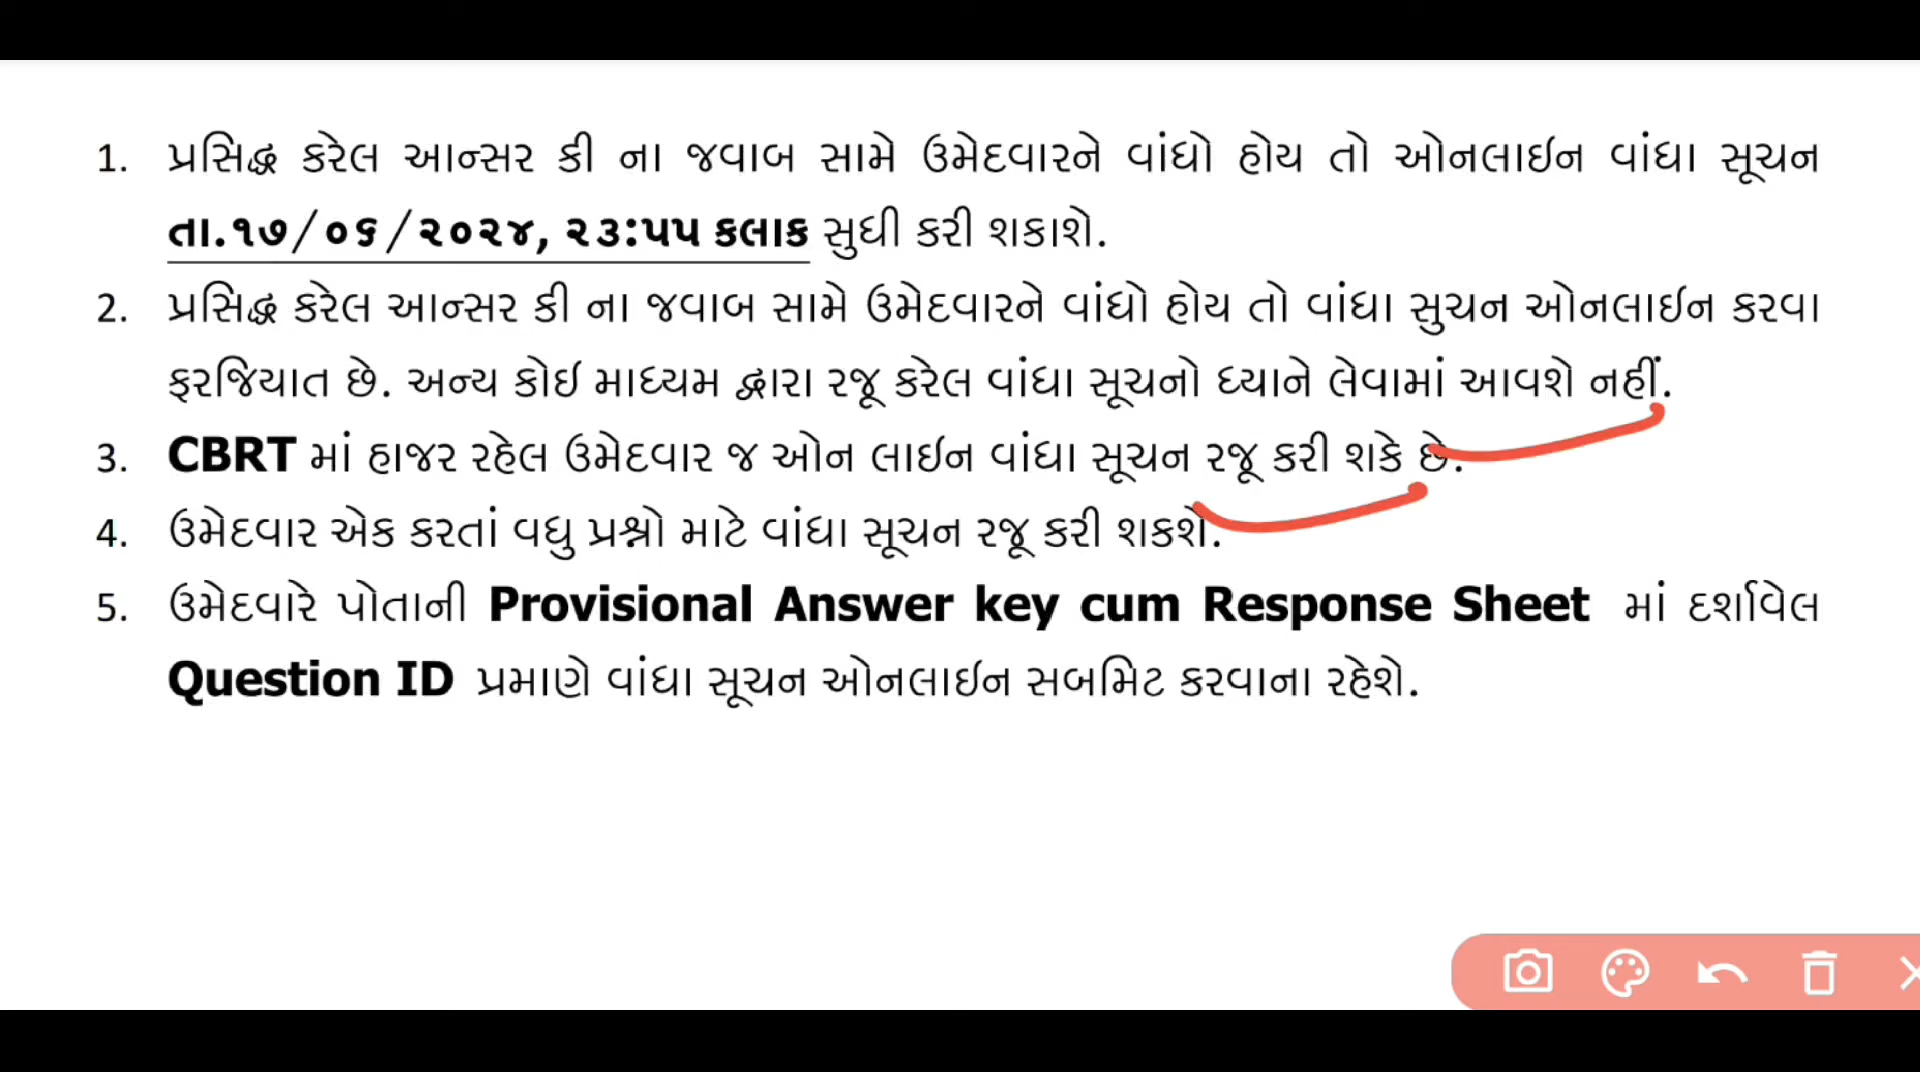 1. પ્રસિદ્ધ કરેલ આન્સર કી ના જવાબ સામે ઉમેદવારને વાંધો હોય તો ઓનલાઈન વાંધા સૂચન
તા.૧૭/૦૬/૨૦૨૪, ૨૩:૫૫ કલાક સુધી કરી શકાશે.
2. પ્રસિદ્ધ કરેલ આન્સર કી ના જવાબ સામે ઉમેદવારને વાંધો હોય તો વાંધા સુચન ઓનલાઈન કરવા
ફરજિયાત છે. અન્ય કોઈ માધ્યમ દ્વારા રજૂ કરેલ વાંધા સૂચનો ધ્યાને લેવામાં આવશે નહીં.
3. CBRT માં હાજર રહેલ ઉમેદવાર જ ઓન લાઈન વાંધા સૂચન રજૂ કરી શકે છે.
4. ઉમેદવાર એક કરતાં વધુ પ્રશ્નો માટે વાંધા સૂચન રજૂ કરી શકશે.
5. ઉમેદવારે પોતાની Provisional Answer key cum Response Sheet માં દર્શાવેલ
Question ID પ્રમાણે વાંધા સૂચન ઓનલાઈન સબમિટ કરવાના રહેશે.